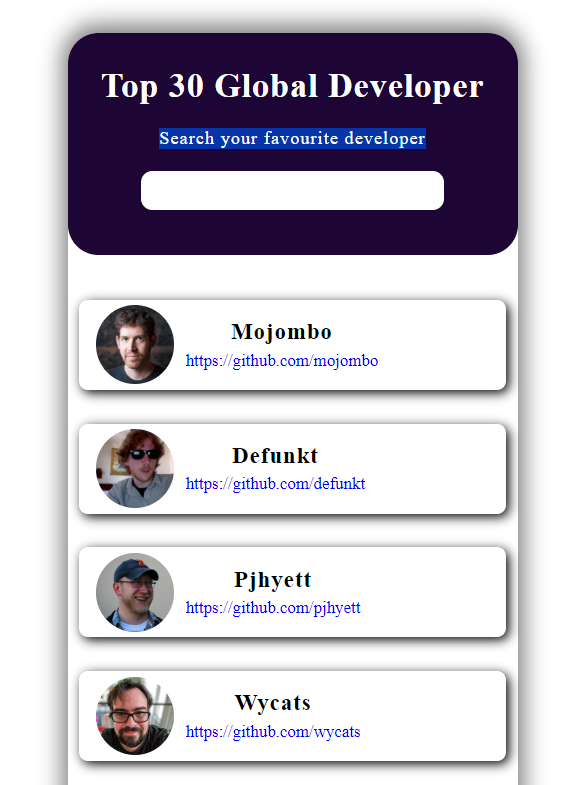 Top 30 Global Developer
Search your favourite developer
Mojombo
https://github.com/mojombo
Defunkt
https://github.com/defunkt
Pjhyett
https://github.com/pjhyett
Wycats
https://github.com/wycats